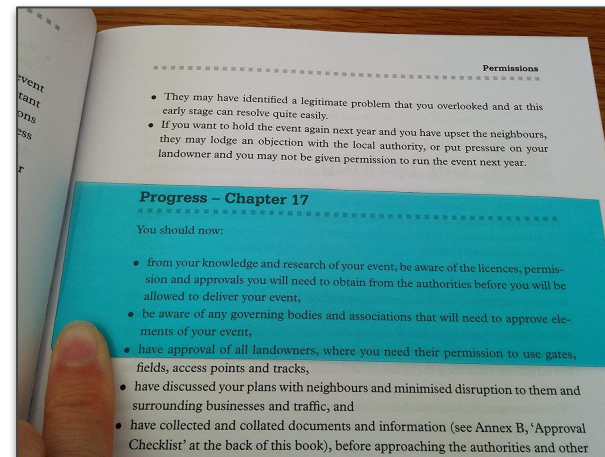 vent
tant
ons
ess
r
Permissions
• They may have identified a legitimate problem that you overlooked and at this
early stage can resolve quite easily.
• If you want to hold the event again next year and you have upset the neighbours,
they may lodge an objection with the local authority, or put pressure on your
landowner and you may not be given permission to run the event next year.
Progress – Chapter 17
You should now:
• from your knowledge and research of your event, be aware of the licences, permis-
sion and approvals you will need to obtain from the authorities before you will be
allowed to deliver your event,
• be aware of any governing bodies and associations that will need to approve ele-
ments of your event,
• have approval of all landowners, where you need their permission to use gates,
fields, access points and tracks,
• have discussed your plans with neighbours and minimised disruption to them and
surrounding businesses and traffic, and
• have collected and collated documents and information (see Annex B, ‘Approval
Checklist’ at the back of this book), before approaching the authorities and other